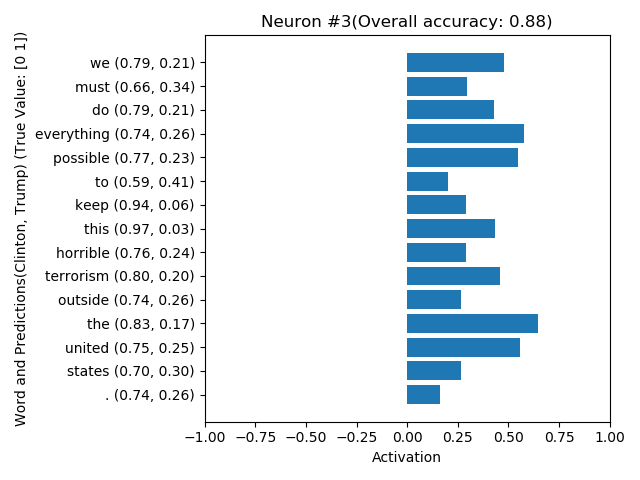 Neuron #3(Overall accuracy: 0.88)
Word and Predictions(Clinton, Trump) (True Value: [0 1])
we (0.79, 0.21)
must (0.66, 0.34)
do (0.79, 0.21)
everything (0.74, 0.26)
possible (0.77, 0.23)
to (0.59, 0.41)
keep (0.94, 0.06)
this (0.97, 0.03)
horrible (0.76, 0.24)
terrorism (0.80, 0.20)
outside (0.74, 0.26)
the (0.83, 0.17)
united (0.75, 0.25)
states (0.70, 0.30)
. (0.74, 0.26)
−1.00 −0.75 −0.50 −0.25 0.00 0.25 0.50 0.75 1.00
Activation